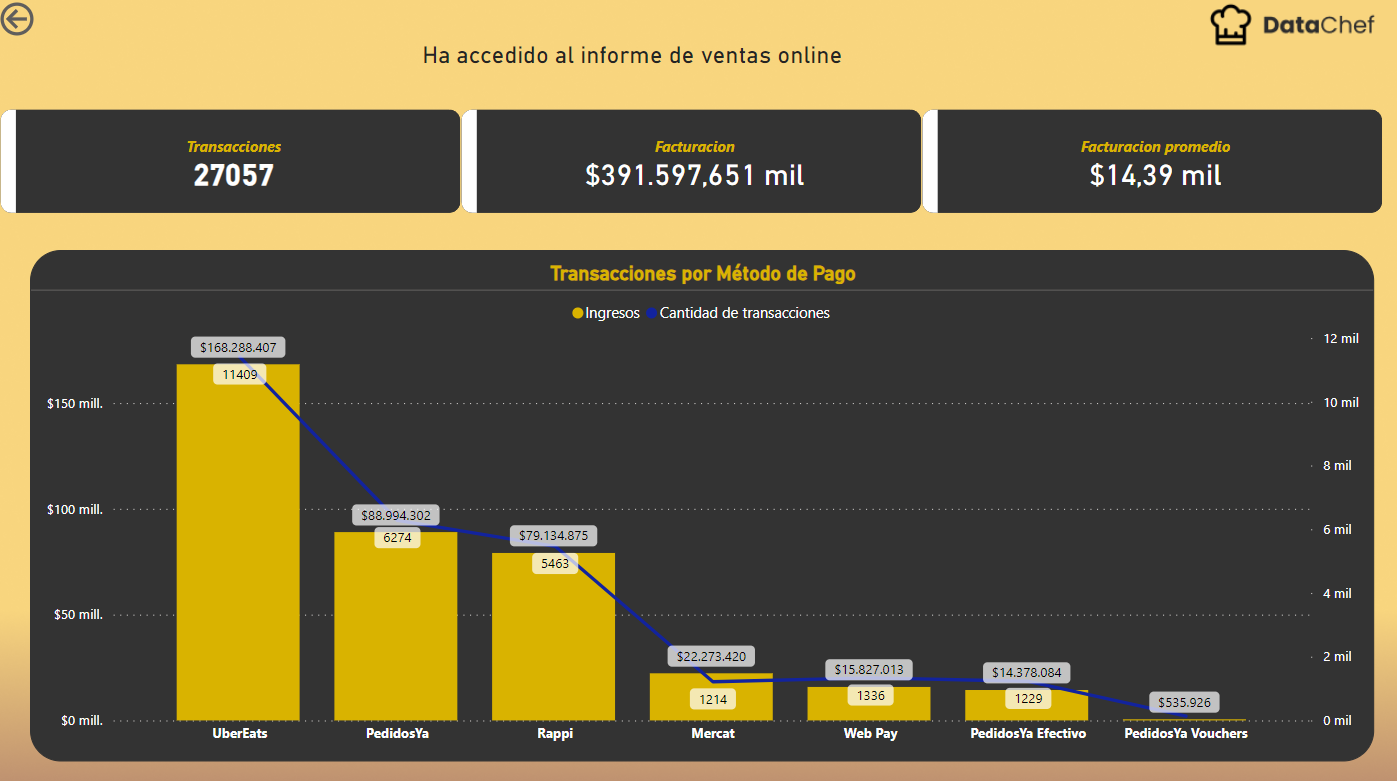 DataChef
Ha accedido al informe de ventas online
Transacciones
27057
Facturacion
$391.597,651 mil
Facturacion promedio
$14,39 mil
Transacciones por Método de Pago
Ingresos Cantidad de transacciones
$168.288.407
11409
$88.994.302
6274
$79.134.875
5463
$22.273.420
1214
$15.827.013
1336
$14.378.084
1229
$535.926
$150 mill.
$100 mill.
$50 mill.
$0 mill.
12 mil
10 mil
8 mil
6 mil
4 mil
2 mil
0 mil
UberEats PedidosYa Rappi Mercat Web Pay PedidosYa Efectivo PedidosYa Vouchers